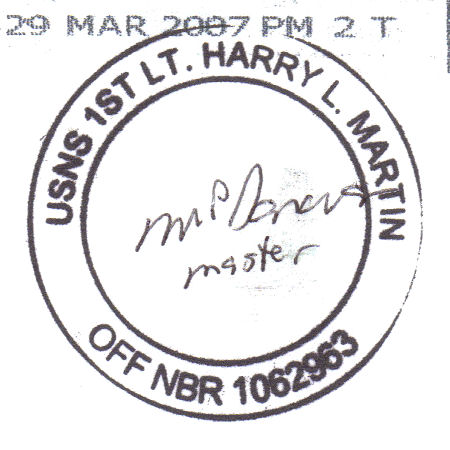 29 MAR 2007 PM 2 T
USNS 1ST LT. HARRY L. MARTIN
master
OFF NBR 1062963